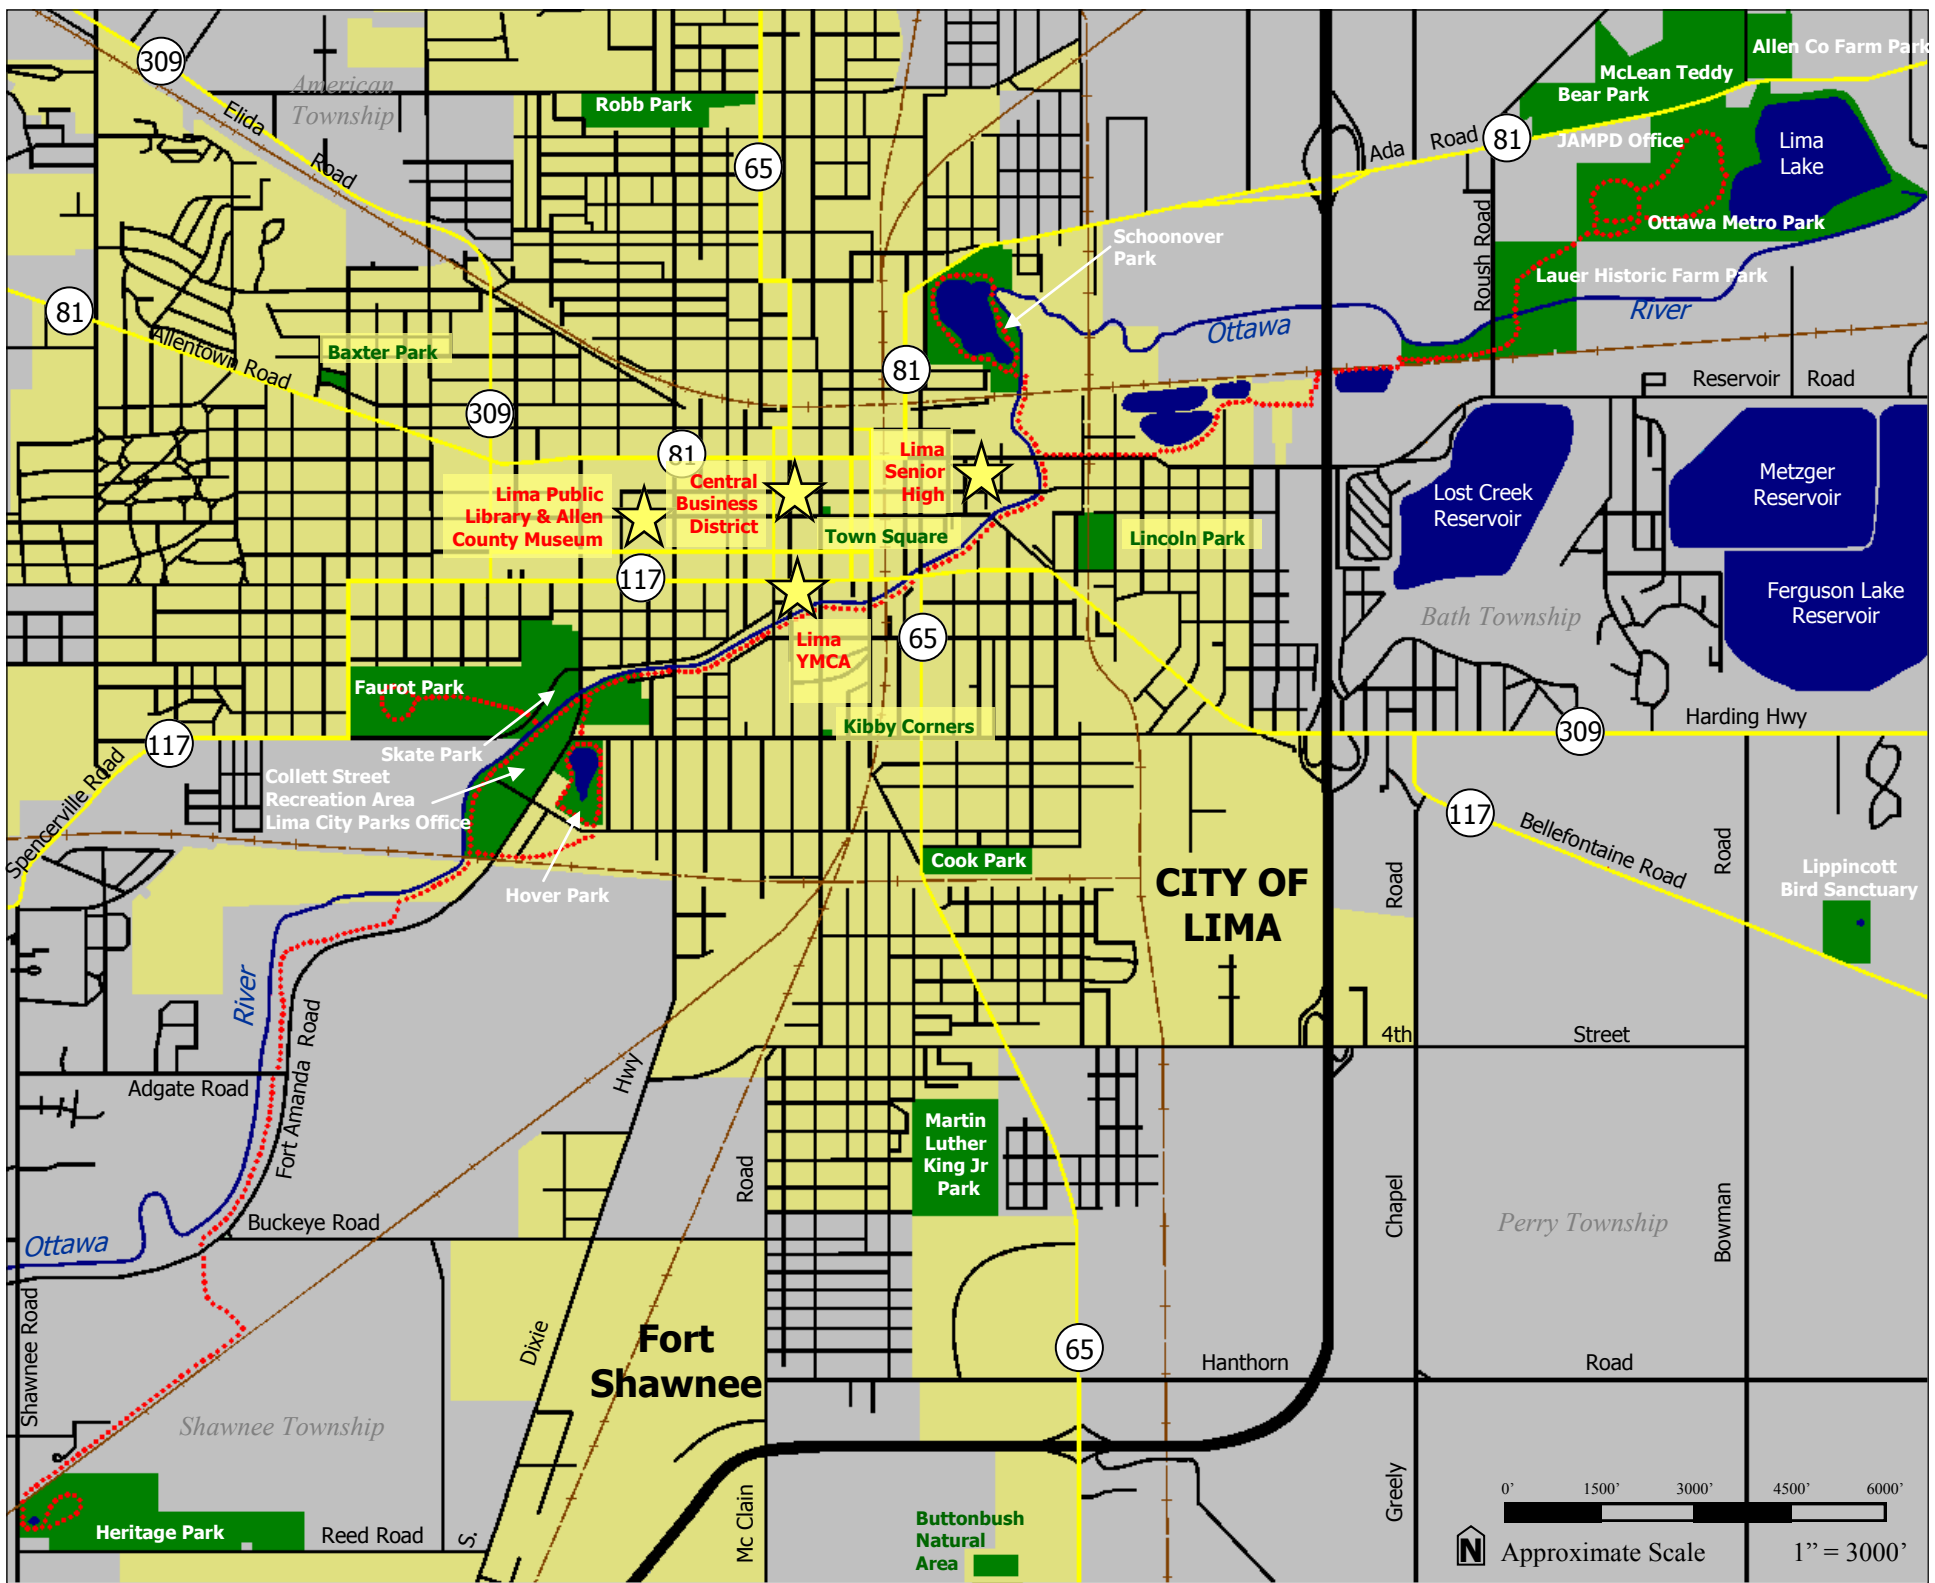 309
Elida
Road
American
Township
Robb Park
65
Allen Co Farm Park
McLean Teddy
Bear Park
81
Ada Road
JAMPD Office
Lima
Lake
Ottawa Metro Park
Roush Road
Lauer Historic Farm Park
Schoonover
Park
Ottawa
River
81
Allentown Road
Baxter Park
309
81
81
Reservoir Road
Lima
Senior
High
Central
Business
District
Lima Public
Library & Allen
County Museum
Town Square
Lincoln Park
Lost Creek
Reservoir
Metzger
Reservoir
Ferguson Lake
Reservoir
Bath Township
117
65
Lima
YMCA
Faurot Park
Kibby Corners
Skate Park
117
Spencerville Road
Collett Street
Recreation Area
Lima City Parks Office
Hover Park
Harding Hwy
309
117
Bellefontaine Road
Road
Road
Lippincott
Bird Sanctuary
Cook Park
CITY OF
LIMA
River
Fort Amanda Road
Adgate Road
4th Street
Hwy
Martin
Luther
King Jr
Park
Road
Chapel
Perry Township
Bowman
Buckeye Road
Ottawa
Shawnee Road
Dixie
Fort
Shawnee
65
Hanthorn Road
Shawnee Township
Heritage Park
Reed Road
S.
Mc Clain
Buttonbush
Natural
Area
Greely
0’ 1500’ 3000’ 4500’ 6000’
N Approximate Scale 1” = 3000’